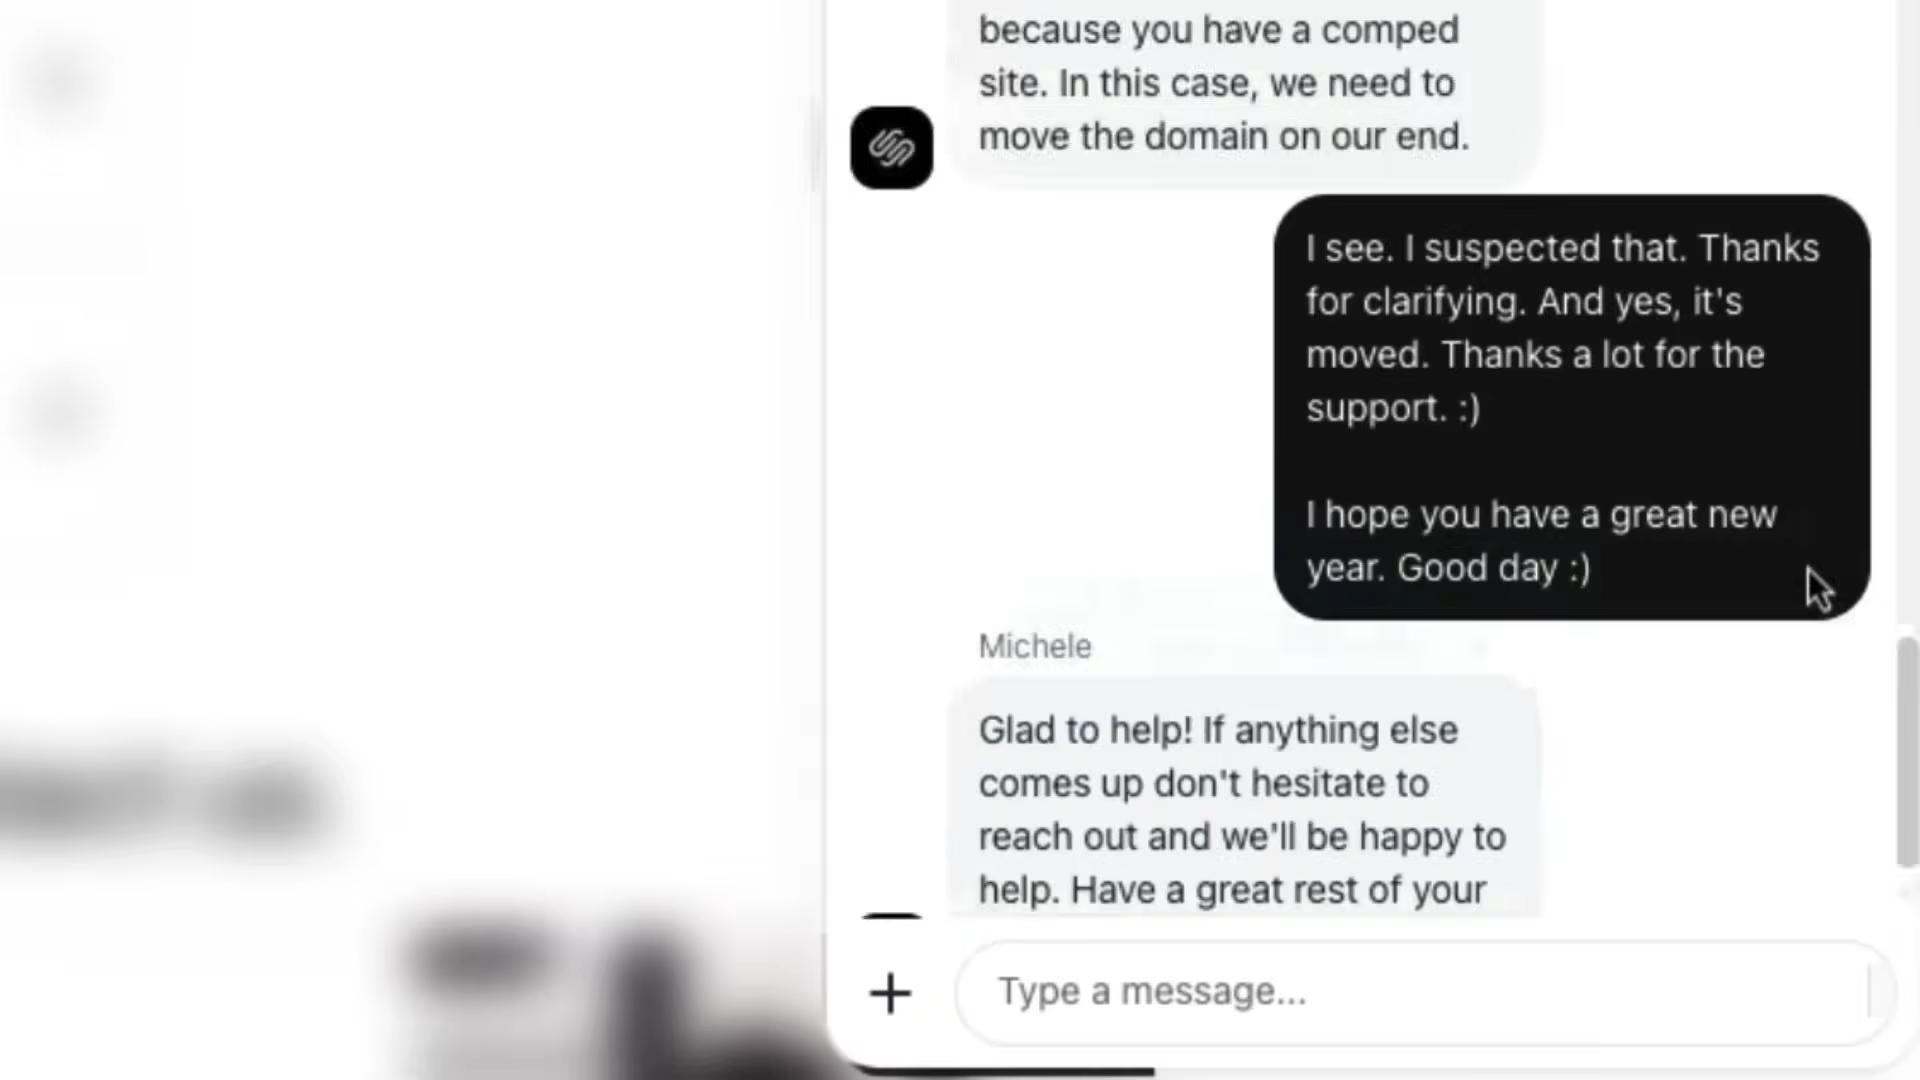 because you have a comped
site. In this case, we need to
move the domain on our end.
I see. I suspected that. Thanks
for clarifying. And yes, it's
moved. Thanks a lot for the
support. :)
I hope you have a great new
year. Good day :)
Michele
Glad to help! If anything else
comes up don't hesitate to
reach out and we'll be happy to
help. Have a great rest of your
Type a message...